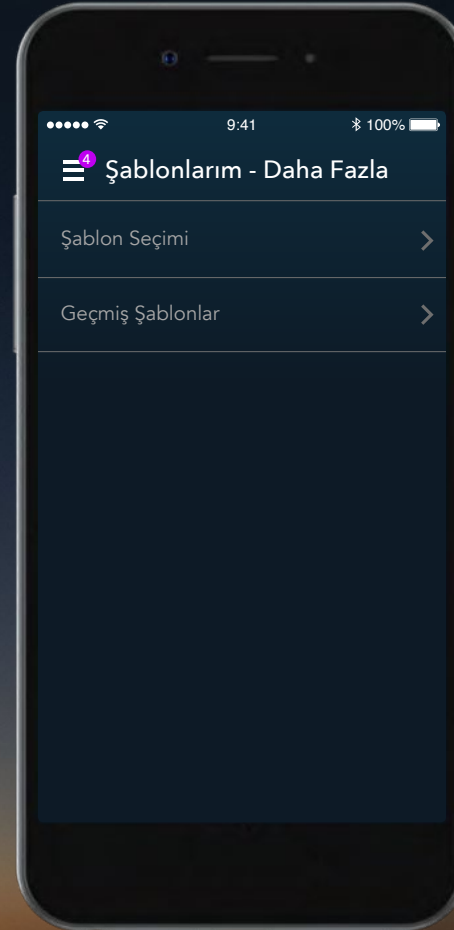 9:41
100%
4
Şablonlarım - Daha Fazla
Şablon Seçimi
Geçmiş Şablonlar